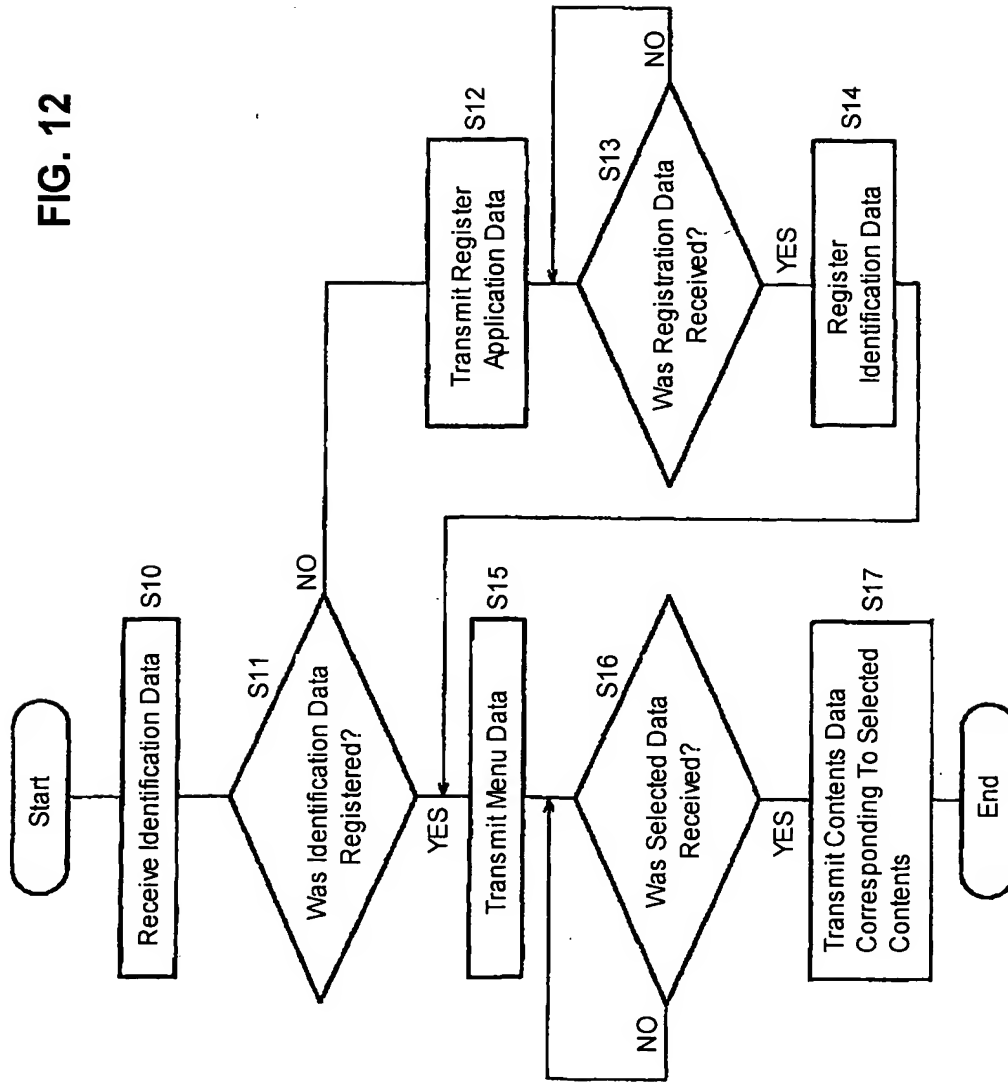 FIG. 12
Start
Receive Identification Data
S10
Was Identification Data
Registered?
S11
NO
YES
Transmit Register
Application Data
S12
Was Registration Data
Received?
S13
NO
YES
Register
Identification Data
S14
Transmit Menu Data
S15
Was Selected Data
Received?
S16
NO
YES
Transmit Contents Data
Corresponding To Selected
Contents
S17
End